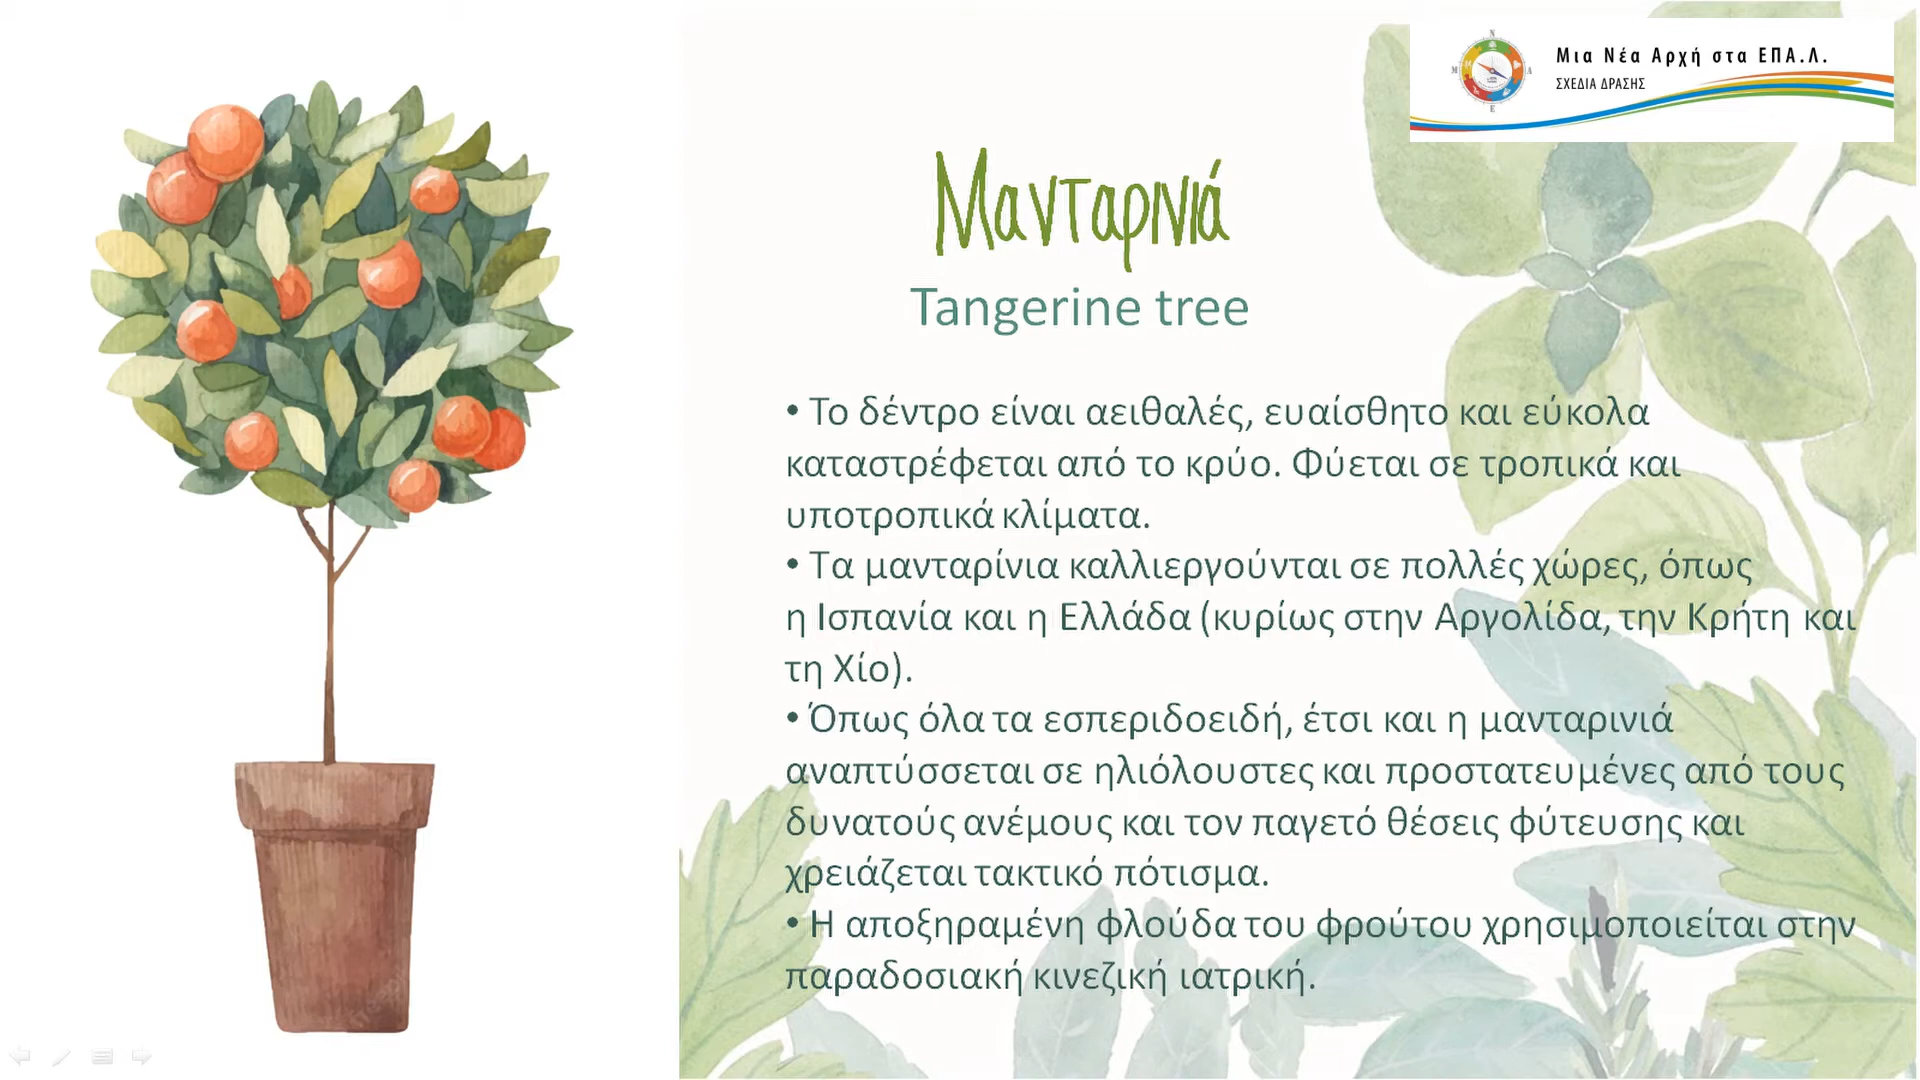 Μια Νέα Αρχή στα ΕΠΑ.Λ.
ΣΧΕΔΙΑ ΔΡΑΣΗΣ
Μανταρινιά
Tangerine tree
• Το δέντρο είναι αειθαλές, ευαίσθητο και εύκολα
καταστρέφεται από το κρύο. Φύεται σε τροπικά και
υποτροπικά κλίματα.
• Τα μανταρίνια καλλιεργούνται σε πολλές χώρες, όπως
η Ισπανία και η Ελλάδα (κυρίως στην Αργολίδα, την Κρήτη και
τη Χίο).
• Όπως όλα τα εσπεριδοειδή, έτσι και η μανταρινιά
αναπτύσσεται σε ηλιόλουστες και προστατευμένες από τους
δυνατούς ανέμους και τον παγετό θέσεις φύτευσης και
χρειάζεται τακτικό πότισμα.
• Η αποξηραμένη φλούδα του φρούτου χρησιμοποιείται στην
παραδοσιακή κινεζική ιατρική.